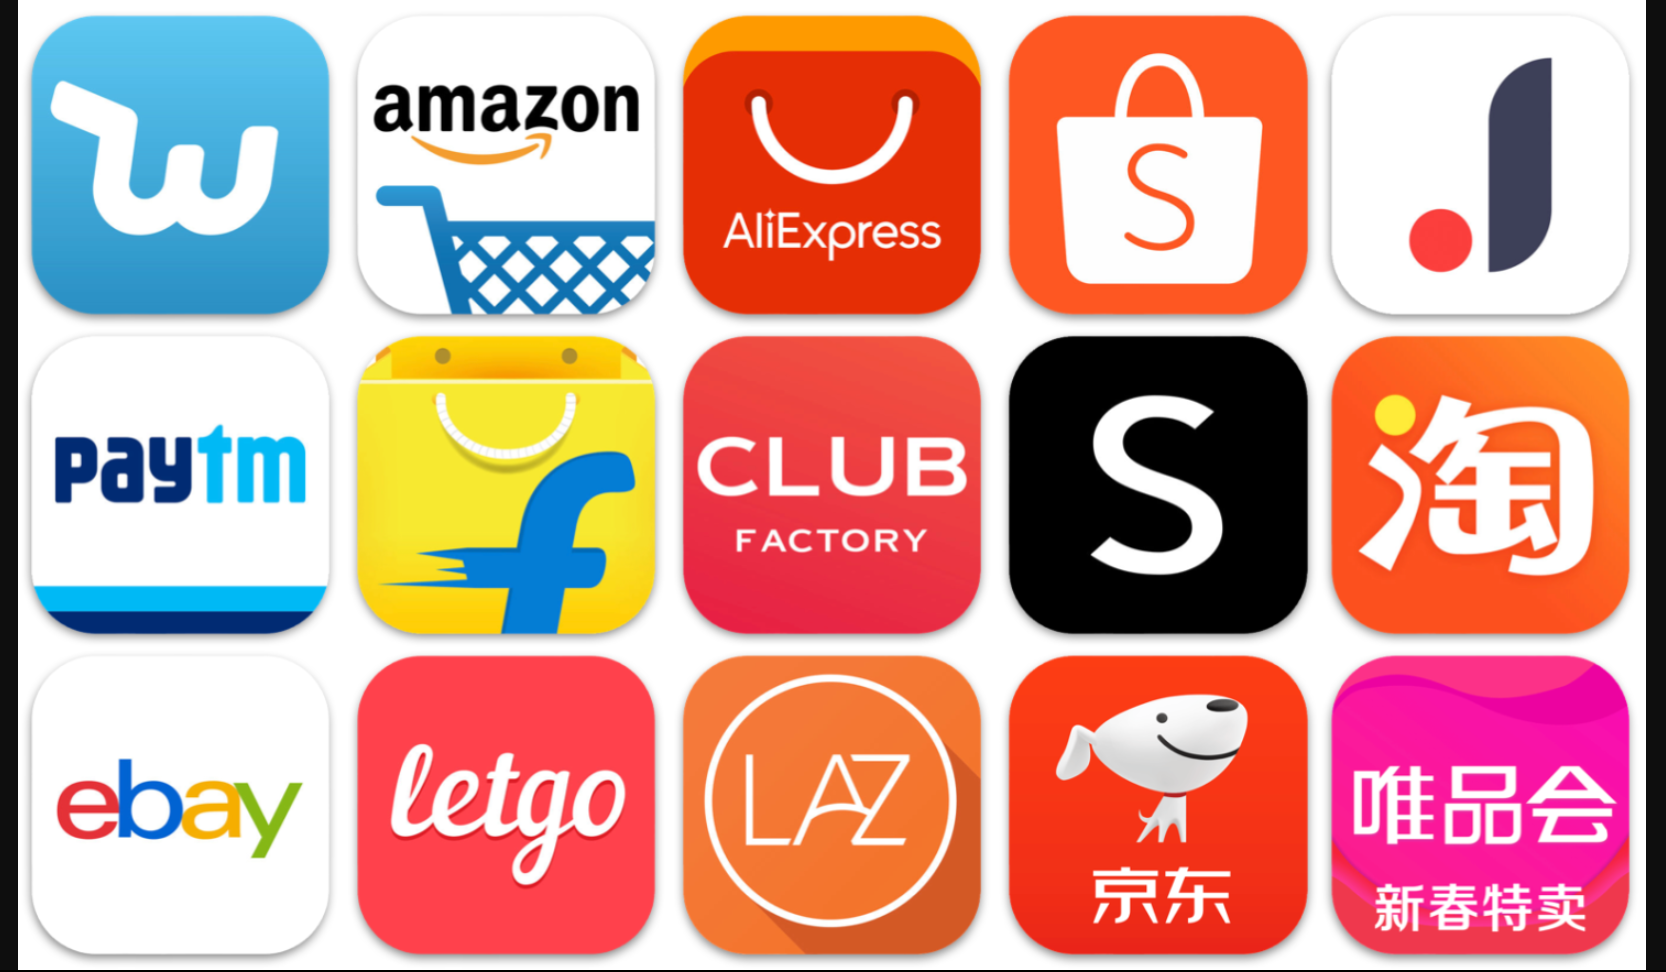 w
amazon
AliExpress
S
J
paytm
f
CLUB
FACTORY
S
淘
ebay
letgo
LAZ
京东
唯品会
新春特卖